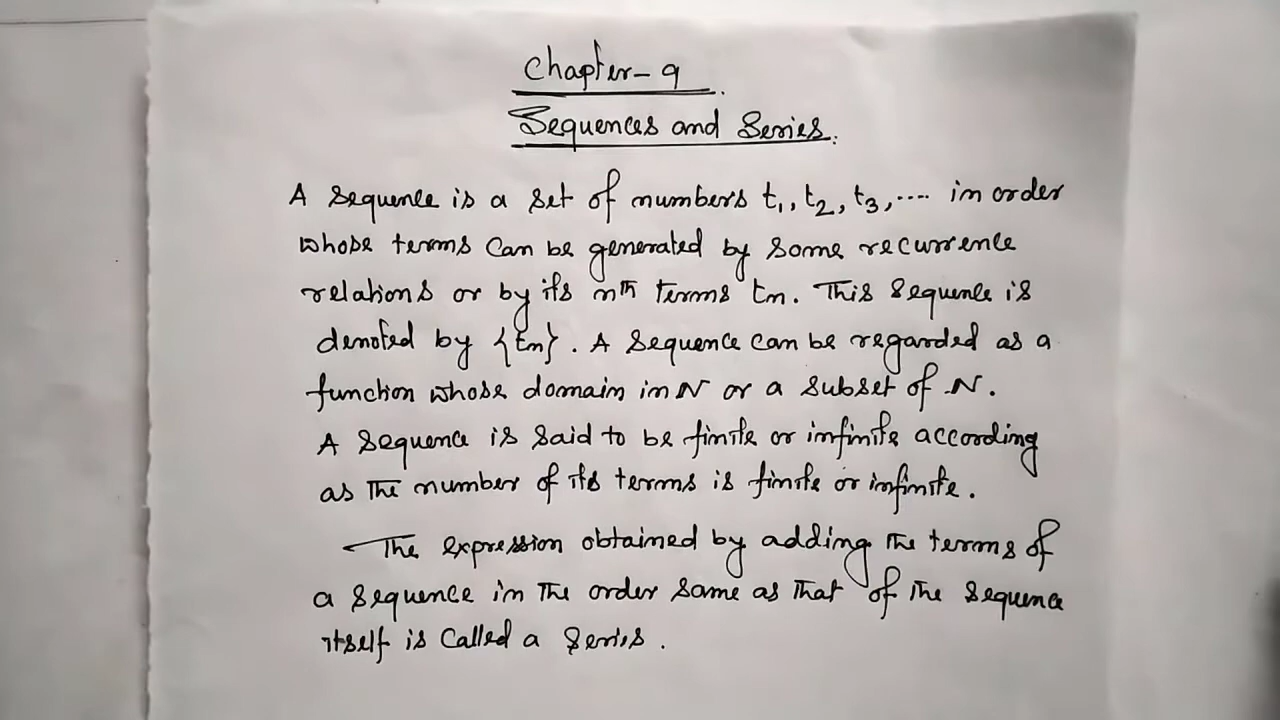 Chapter-9
Sequences and Series.
A sequence is a set of numbers t₁, t₂, t₃, .... in order
whose terms can be generated by some recurrence
relations or by its nth terms tn. This sequence is
denoted by {tn}. A sequence can be regarded as a
function whose domain in N or a subset of N.
A sequence is said to be finite or infinite according
as the number of its terms is finite or infinite.
The expression obtained by adding the terms of
a sequence in the order same as that of the sequence
itself is called a series.